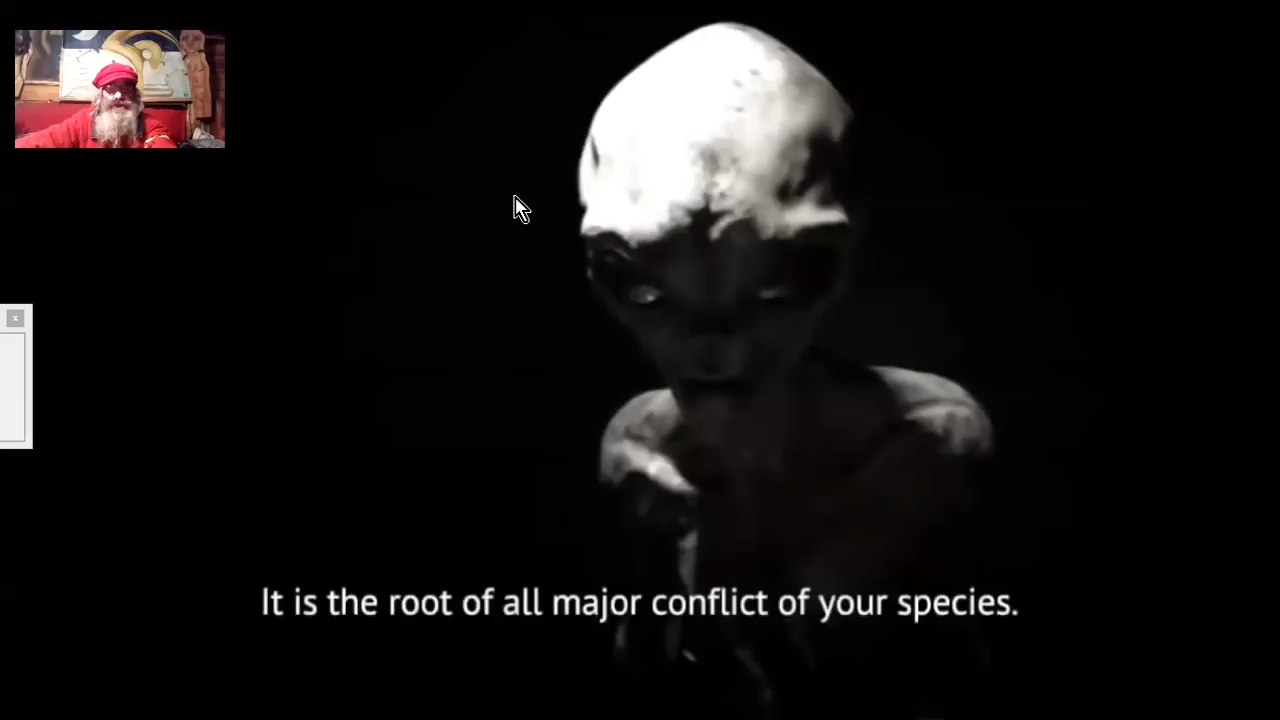 It is the root of all major conflict of your species.